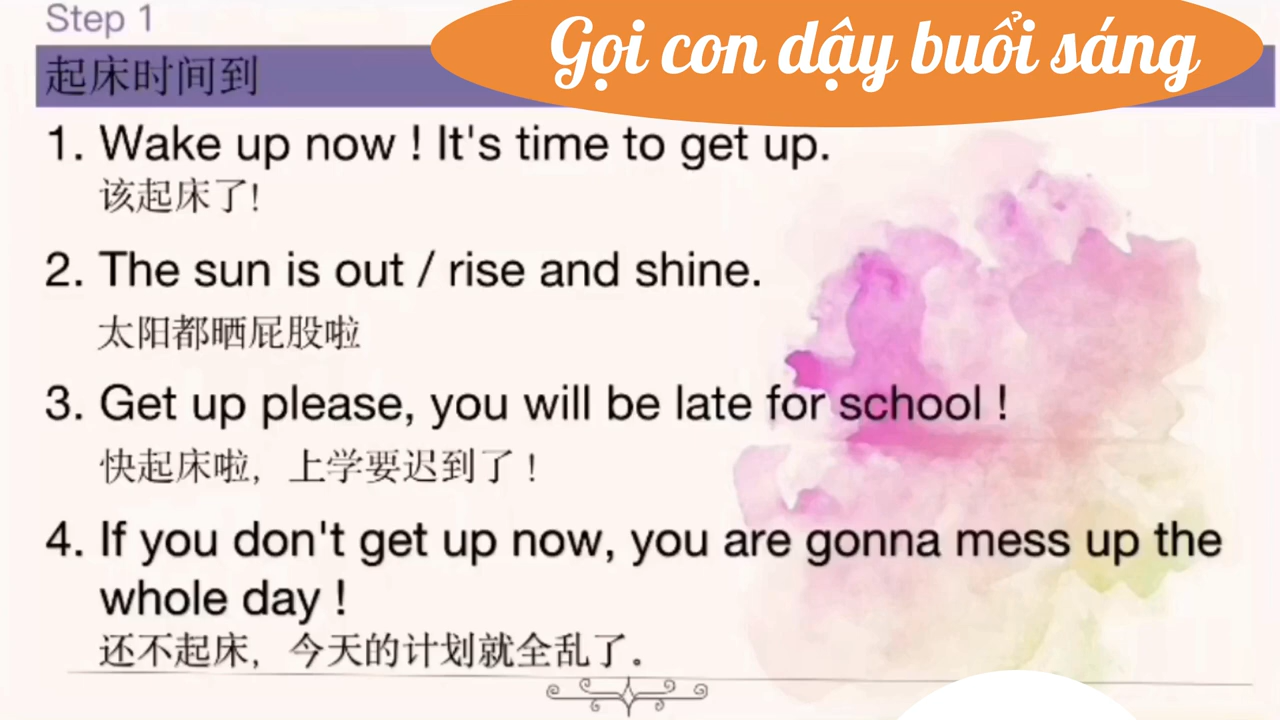 Step 1
Gọi con dậy buổi sáng
起床时间到
1. Wake up now ! It's time to get up.
该起床了!
2. The sun is out / rise and shine.
太阳都晒屁股啦
3. Get up please, you will be late for school !
快起床啦，上学要迟到了！
4. If you don't get up now, you are gonna mess up the
whole day !
还不起床，今天的计划就全乱了。